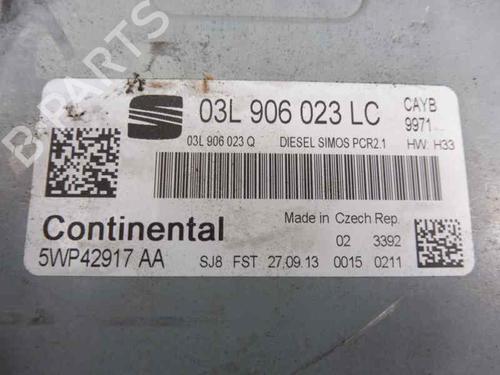 03L 906 023 LC CAYB
9971
03L 906 023 Q DIESEL SIMOS PCR2.1 HW: H33
Continental Made in Czech.Rep.
02 3392
5WP42917 AA SJ8 FST 27.09.13 0015 0211